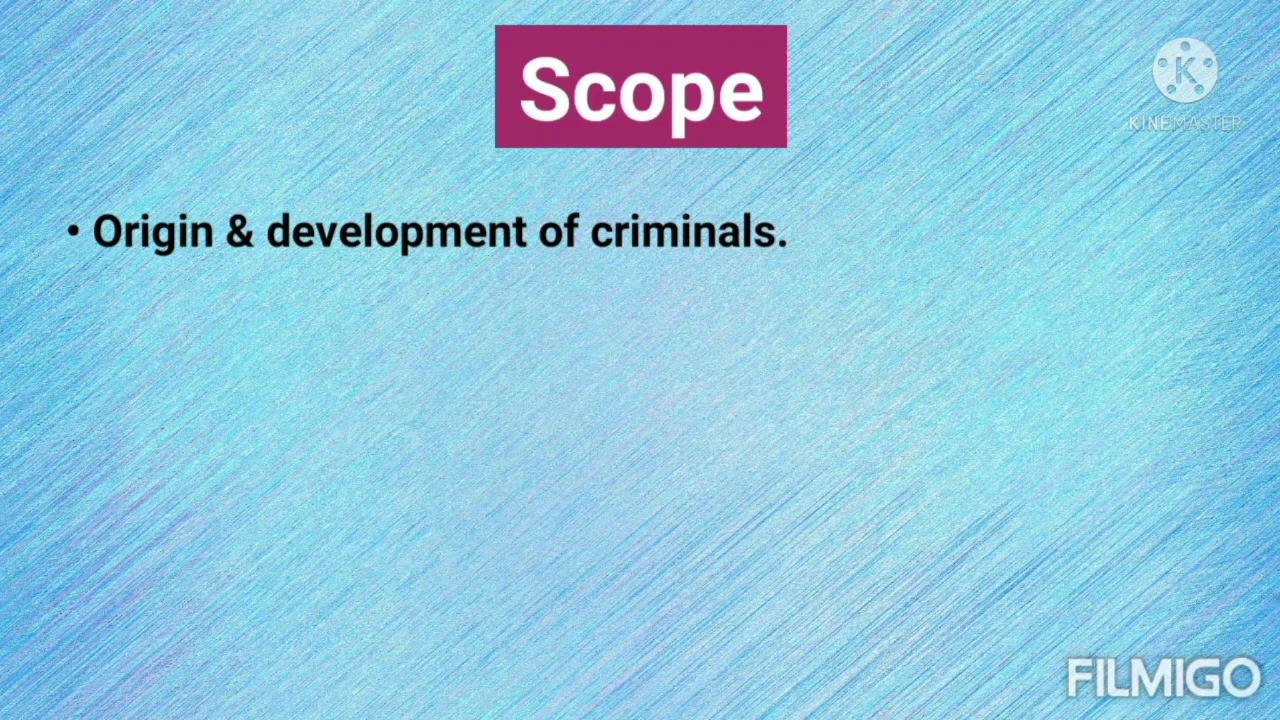 Scope
K
KINEMASTER
• Origin & development of criminals.
FILMIGO